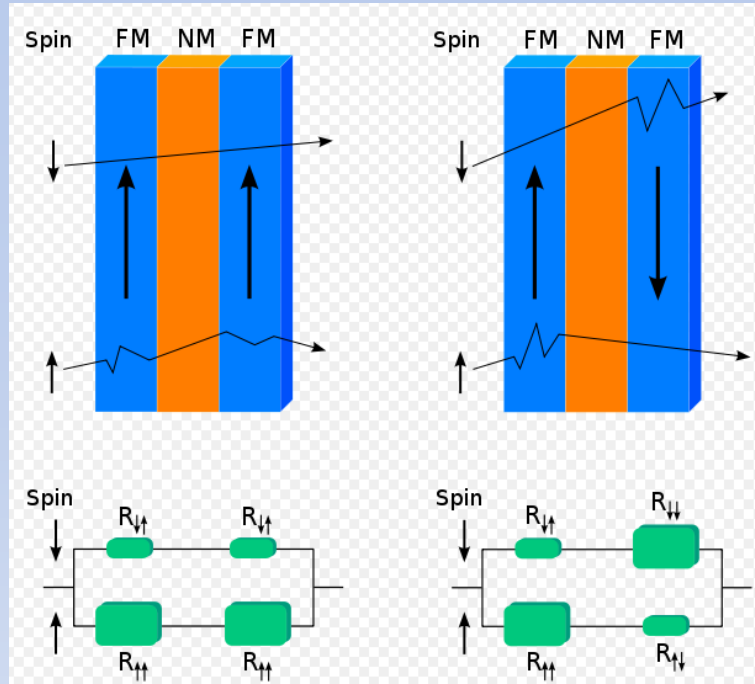 Spin FM NM FM
Spin FM NM FM
Spin
R↓↑ R↓↑
R↑↑ R↑↑
Spin
R↓↑ R↓↓
R↑↑ R↑↓